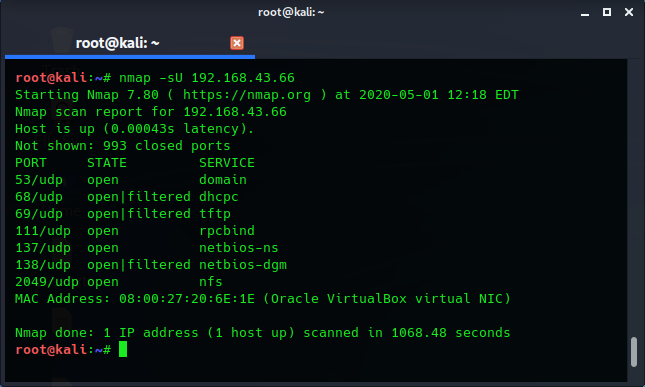 root@kali: ~
root@kali: ~
root@kali:~# nmap -sU 192.168.43.66
Starting Nmap 7.80 ( https://nmap.org ) at 2020-05-01 12:18 EDT
Nmap scan report for 192.168.43.66
Host is up (0.00043s latency).
Not shown: 993 closed ports
PORT     STATE         SERVICE
53/udp   open          domain
68/udp   open|filtered dhcpc
69/udp   open|filtered tftp
111/udp  open          rpcbind
137/udp  open          netbios-ns
138/udp  open|filtered netbios-dgm
2049/udp open          nfs
MAC Address: 08:00:27:20:6E:1E (Oracle VirtualBox virtual NIC)
Nmap done: 1 IP address (1 host up) scanned in 1068.48 seconds
root@kali:~#